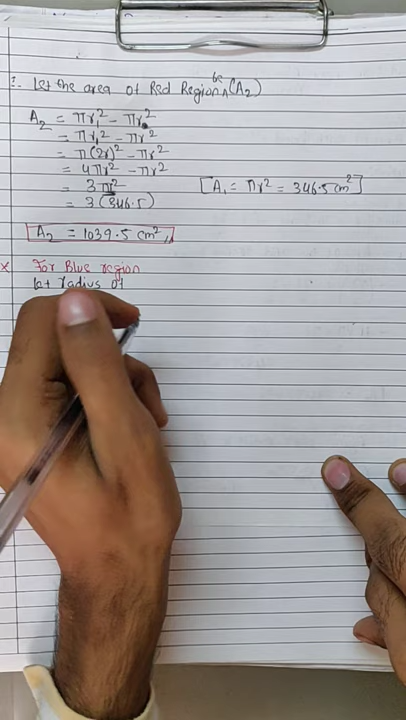 ∴ Let the area of Red Region be (A₂)
A₂ = πr₁² - πr²
= πr₁² - πr²
= π(2r)² - πr²
= 4πr² - πr²
= 3πr² [A₁ = πr² = 346.5 cm²]
= 3(346.5)
A₂ = 1039.5 cm²,,
x For Blue region
let radius of